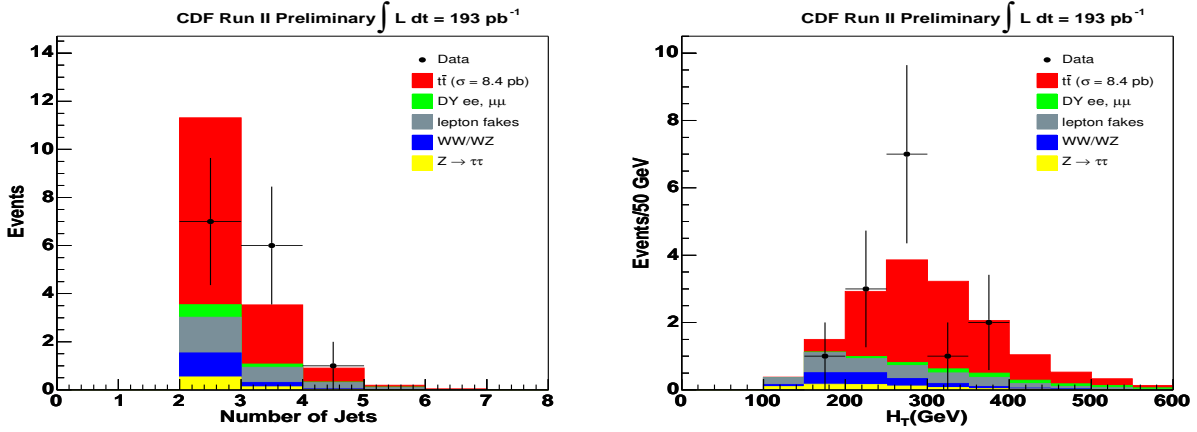 CDF Run II Preliminary ∫ L dt = 193 pb⁻¹
14
12
10
8
6
4
2
0
Events
0 1 2 3 4 5 6 7 8
Number of Jets
Data
tt̄ (σ = 8.4 pb)
DY ee, μμ
lepton fakes
WW/WZ
Z → ττ
CDF Run II Preliminary ∫ L dt = 193 pb⁻¹
10
8
6
4
2
0
Events/50 GeV
0 100 200 300 400 500 600
H_T(GeV)
Data
tt̄ (σ = 8.4 pb)
DY ee, μμ
lepton fakes
WW/WZ
Z → ττ